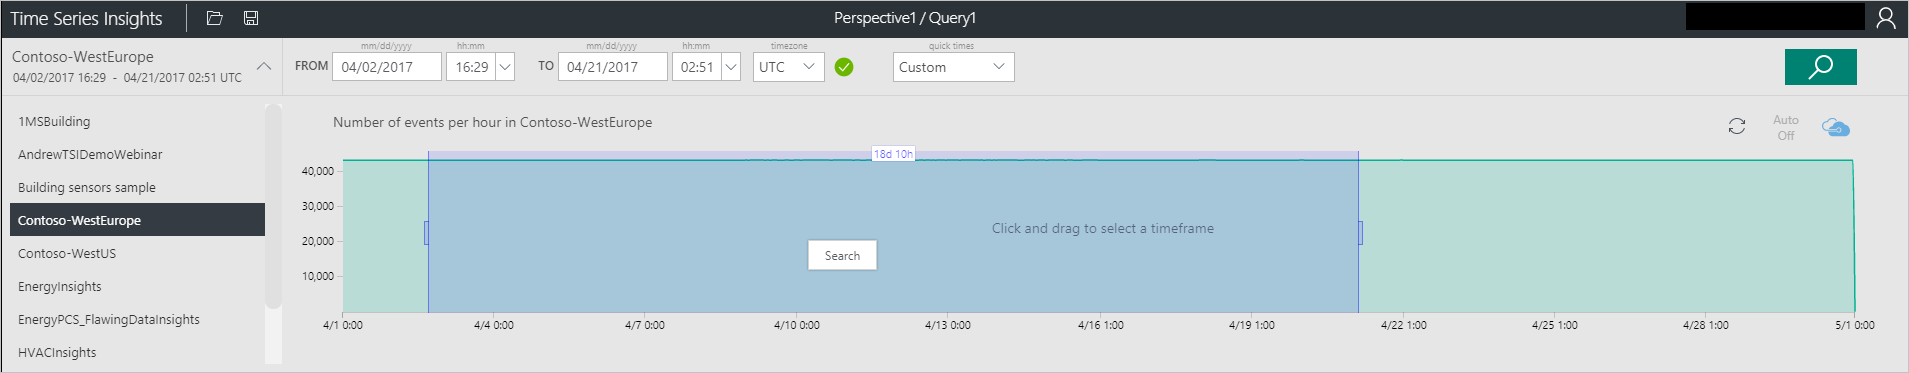 Time Series Insights
Perspective1 / Query1
Contoso-WestEurope
04/02/2017 16:29 - 04/21/2017 02:51 UTC
mm/dd/yyyy hh:mm mm/dd/yyyy hh:mm timezone quick times
FROM 04/02/2017 16:29 TO 04/21/2017 02:51 UTC Custom
1MSBuilding
AndrewTSIDemoWebinar
Building sensors sample
Contoso-WestEurope
Contoso-WestUS
EnergyInsights
EnergyPCS_FlawingDataInsights
HVACInsights
Number of events per hour in Contoso-WestEurope
Auto
Off
18d 10h
40,000
30,000
20,000
10,000
Click and drag to select a timeframe
Search
4/1 0:00 4/4 0:00 4/7 0:00 4/10 0:00 4/13 0:00 4/16 1:00 4/19 1:00 4/22 1:00 4/25 1:00 4/28 1:00 5/1 0:00